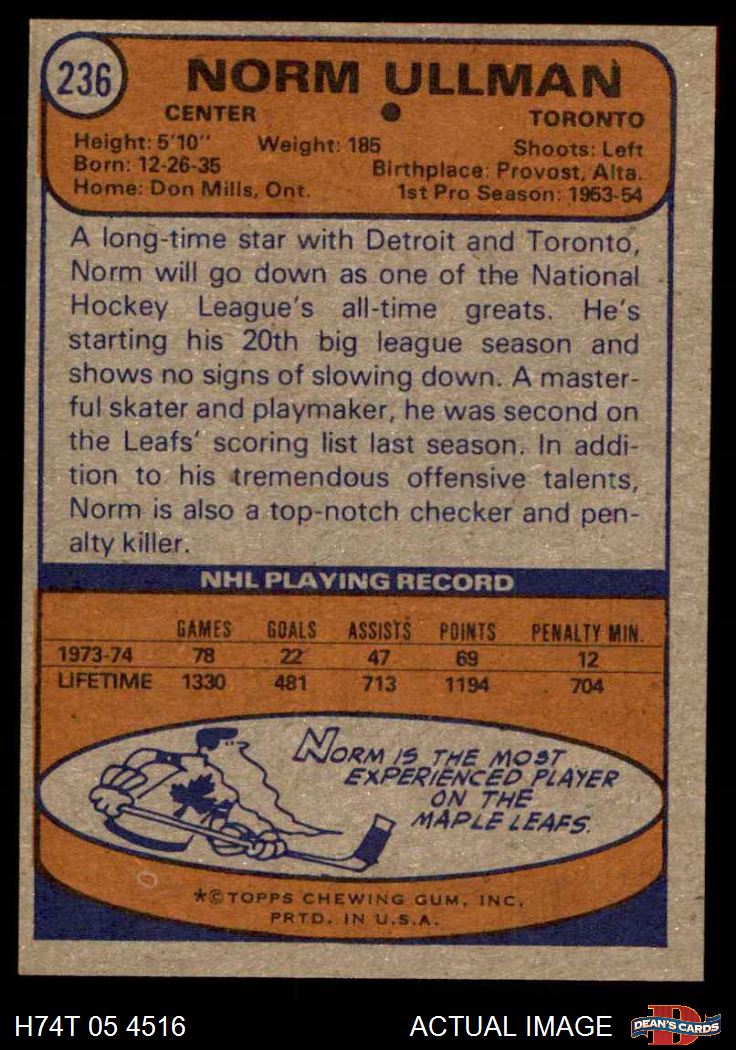 236
NORM ULLMAN
CENTER ● TORONTO
Height: 5'10" Weight: 185 Shoots: Left
Born: 12-26-35 Birthplace: Provost, Alta.
Home: Don Mills, Ont. 1st Pro Season: 1953-54
A long-time star with Detroit and Toronto,
Norm will go down as one of the National
Hockey League's all-time greats. He's
starting his 20th big league season and
shows no signs of slowing down. A master-
ful skater and playmaker, he was second on
the Leafs' scoring list last season. In addi-
tion to his tremendous offensive talents,
Norm is also a top-notch checker and pen-
alty killer.
NHL PLAYING RECORD
GAMES GOALS ASSISTS POINTS PENALTY MIN.
1973-74 78 22 47 69 12
LIFETIME 1330 481 713 1194 704
NORM IS THE MOST
EXPERIENCED PLAYER
ON THE
MAPLE LEAFS.
*©TOPPS CHEWING GUM, INC.
PRTD. IN U.S.A.
H74T 05 4516 ACTUAL IMAGE
D
DEAN'S CARDS